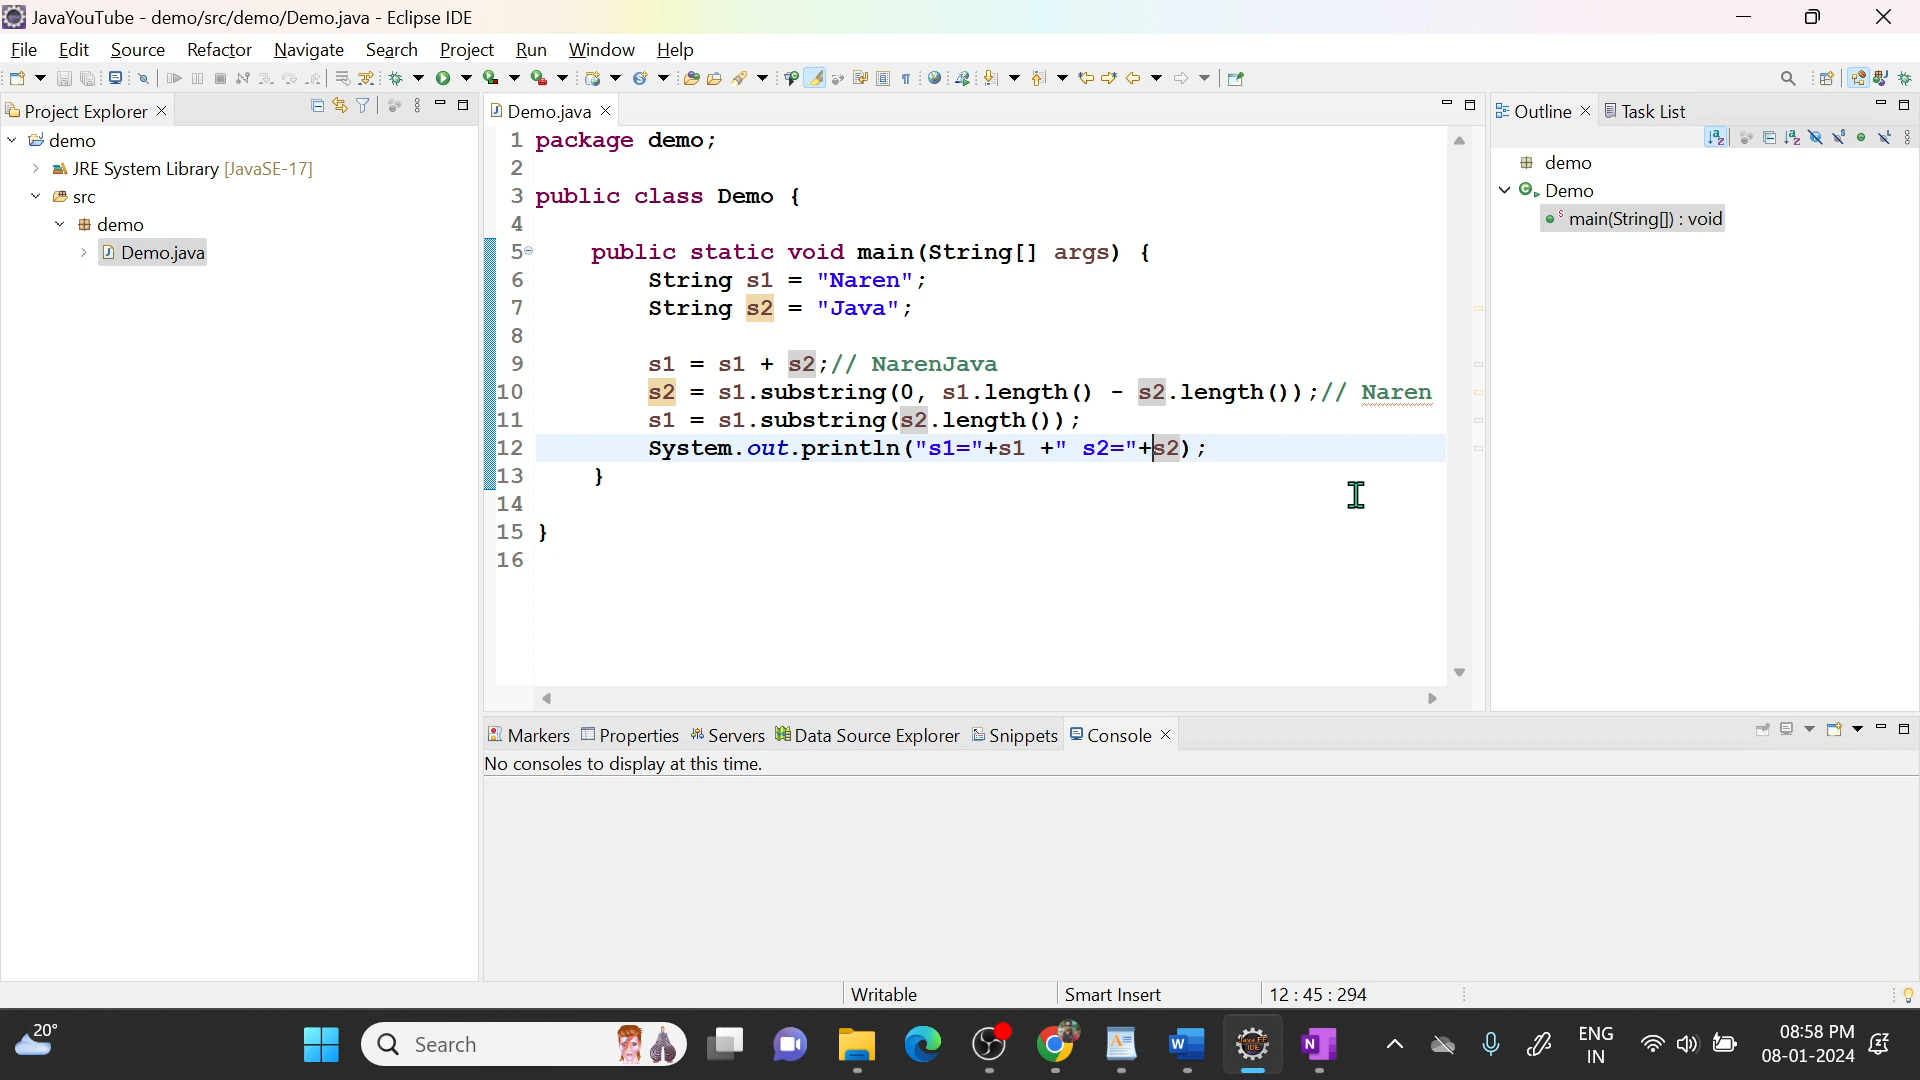 JavaYouTube - demo/src/demo/Demo.java - Eclipse IDE
File Edit Source Refactor Navigate Search Project Run Window Help
Project Explorer
demo
JRE System Library [JavaSE-17]
src
demo
Demo.java
Demo.java
1 package demo;
2
3 public class Demo {
4
5 public static void main(String[] args) {
6 String s1 = "Naren";
7 String s2 = "Java";
8
9 s1 = s1 + s2;// NarenJava
10 s2 = s1.substring(0, s1.length() - s2.length());// Naren
11 s1 = s1.substring(s2.length());
12 System.out.println("s1="+s1 +" s2="+s2);
13 }
14
15 }
16
Outline Task List
demo
Demo
main(String[]) : void
Markers Properties Servers Data Source Explorer Snippets Console
No consoles to display at this time.
Writable Smart Insert 12 : 45 : 294
20°
Search
ENG
IN
08:58 PM
08-01-2024